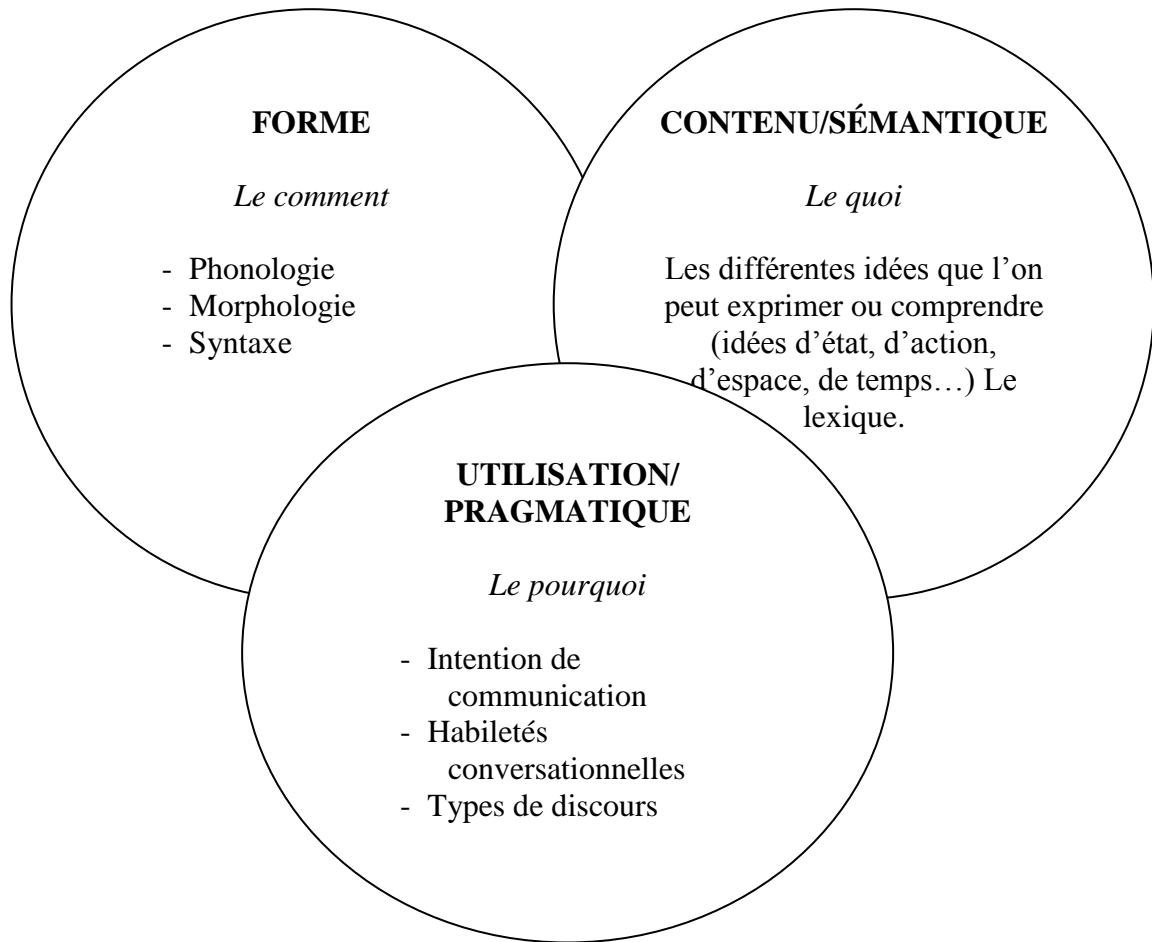 FORME
Le comment
- Phonologie
- Morphologie
- Syntaxe
CONTENU/SÉMANTIQUE
Le quoi
Les différentes idées que l’on
peut exprimer ou comprendre
(idées d’état, d’action,
d’espace, de temps…) Le
lexique.
UTILISATION/
PRAGMATIQUE
Le pourquoi
- Intention de
communication
- Habiletés
conversationnelles
- Types de discours